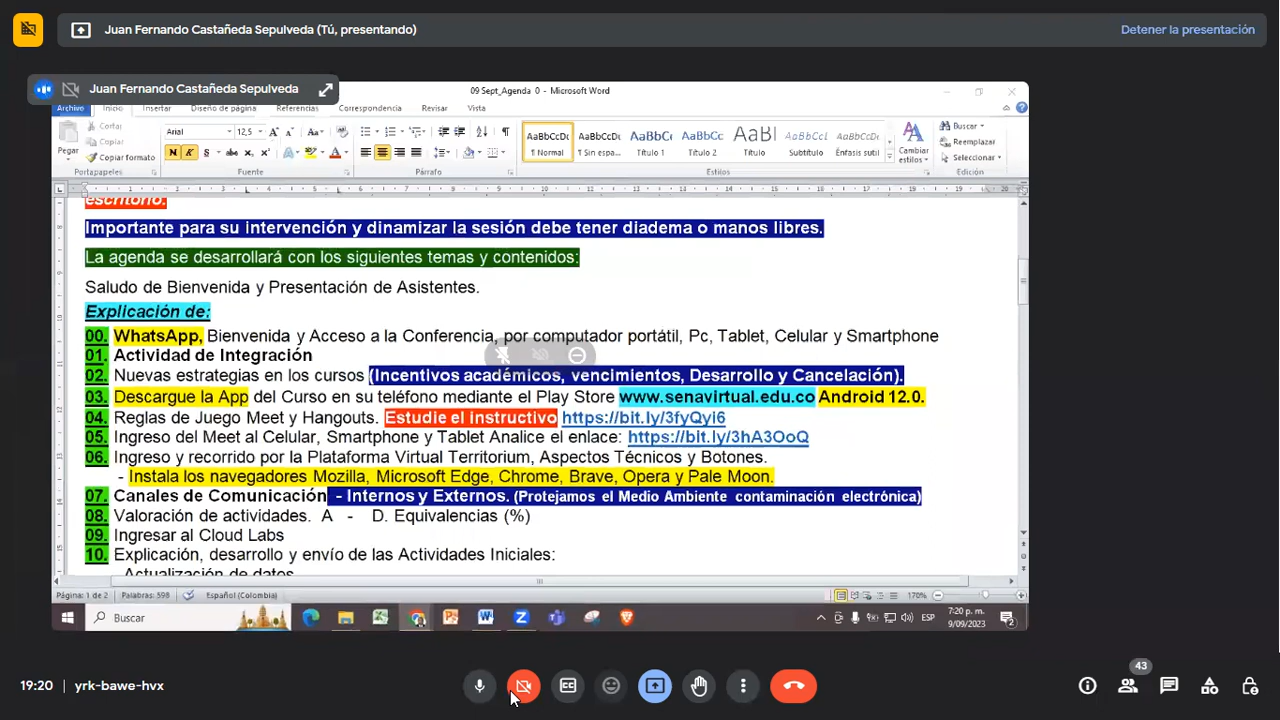 Juan Fernando Castañeda Sepulveda (Tú, presentando)
Detener la presentación
Juan Fernando Castañeda Sepulveda
09 Sept_Agenda 0 - Microsoft Word
Archivo Inicio Insertar Diseño de página Referencias Correspondencia Revisar Vista
Pegar
Cortar
Copiar
Copiar formato
Portapapeles
Arial 12,5
N K S abc
Fuente
Párrafo
AaBbCcDc AaBbCcDc AaBbC AaBbCc AaBI AaBbCcI AaBbCcDc
¶ Normal ¶ Sin espa... Título 1 Título 2 Título Subtítulo Énfasis sutil
Estilos
Cambiar estilos
Buscar
Reemplazar
Seleccionar
Edición
escritorio.
Importante para su intervención y dinamizar la sesión debe tener diadema o manos libres.
La agenda se desarrollará con los siguientes temas y contenidos:
Saludo de Bienvenida y Presentación de Asistentes.
Explicación de:
00. WhatsApp, Bienvenida y Acceso a la Conferencia, por computador portátil, Pc, Tablet, Celular y Smartphone
01. Actividad de Integración
02. Nuevas estrategias en los cursos (Incentivos académicos, vencimientos, Desarrollo y Cancelación).
03. Descargue la App del Curso en su teléfono mediante el Play Store www.senavirtual.edu.co Android 12.0.
04. Reglas de Juego Meet y Hangouts. Estudie el instructivo https://bit.ly/3fyQyl6
05. Ingreso del Meet al Celular, Smartphone y Tablet Analice el enlace: https://bit.ly/3hA3OoQ
06. Ingreso y recorrido por la Plataforma Virtual Territorium, Aspectos Técnicos y Botones.
- Instala los navegadores Mozilla, Microsoft Edge, Chrome, Brave, Opera y Pale Moon.
07. Canales de Comunicación - Internos y Externos. (Protejamos el Medio Ambiente contaminación electrónica)
08. Valoración de actividades. A - D. Equivalencias (%)
09. Ingresar al Cloud Labs
10. Explicación, desarrollo y envío de las Actividades Iniciales:
Actualización de datos
Página: 1 de 2 Palabras: 598 Español (Colombia) 170%
Buscar
ESP
7:20 p. m.
9/09/2023
2
19:20 | yrk-bawe-hvx
43